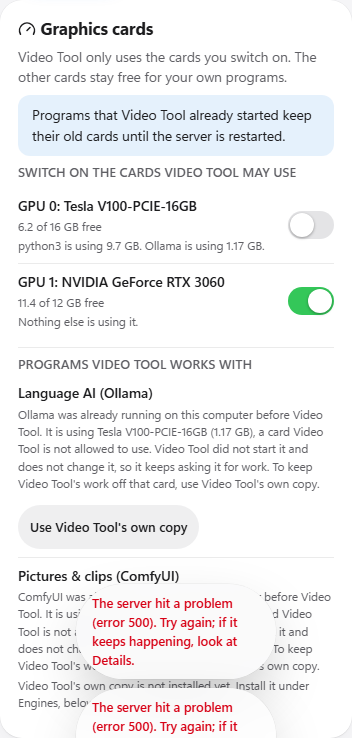 Graphics cards
Video Tool only uses the cards you switch on. The
other cards stay free for your own programs.
Programs that Video Tool already started keep
their old cards until the server is restarted.
SWITCH ON THE CARDS VIDEO TOOL MAY USE
GPU 0: Tesla V100-PCIE-16GB
6.2 of 16 GB free
python3 is using 9.7 GB. Ollama is using 1.17 GB.
GPU 1: NVIDIA GeForce RTX 3060
11.4 of 12 GB free
Nothing else is using it.
PROGRAMS VIDEO TOOL WORKS WITH
Language AI (Ollama)
Ollama was already running on this computer before Video
Tool. It is using Tesla V100-PCIE-16GB (1.17 GB), a card Video
Tool is not allowed to use. Video Tool did not start it and
does not change it, so it keeps asking it for work. To keep
Video Tool's work off that card, use Video Tool's own copy.
Use Video Tool's own copy
Pictures & clips (ComfyUI)
ComfyUI was before Video
Tool. It is Video
Tool is not it and
does not To keep
Video Tool's own copy.
Video Tool's own copy is not installed yet. Install it under
Engines,
The server hit a problem
(error 500). Try again; if it
keeps happening, look at
Details.
The server hit a problem
(error 500). Try again; if it